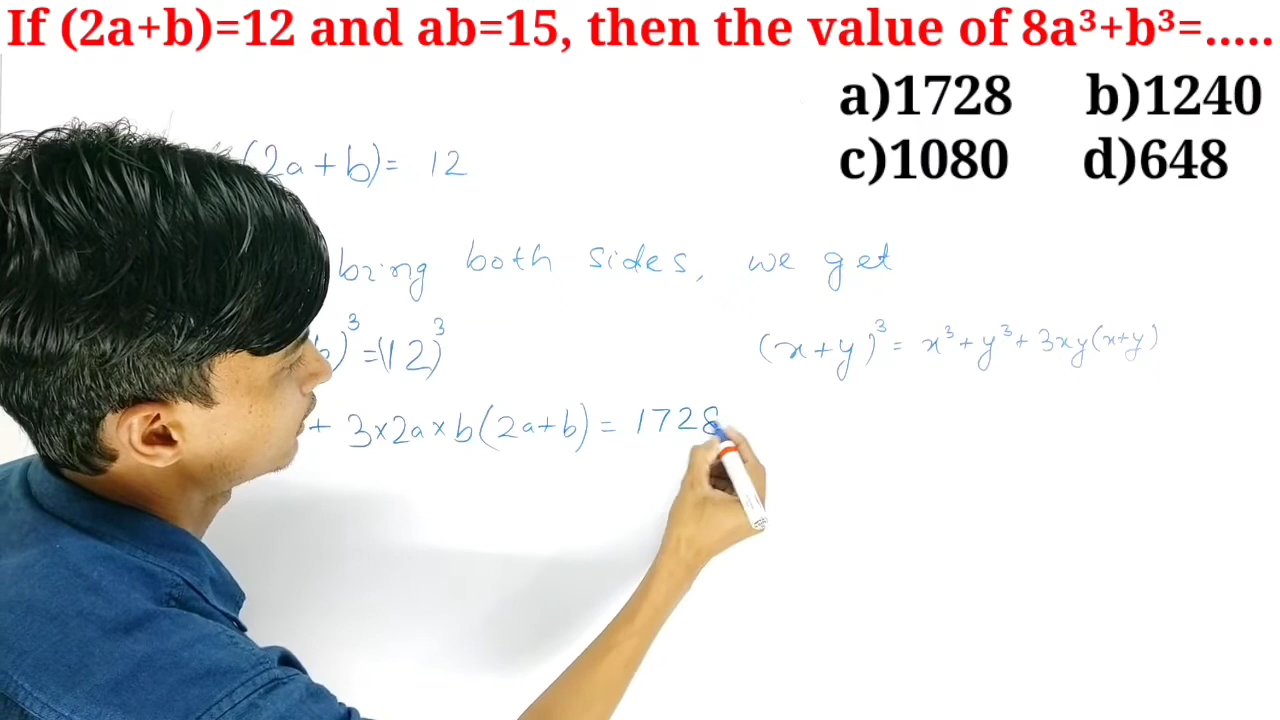 If (2a+b)=12 and ab=15, then the value of 8a³+b³=.....
a)1728 b)1240
c)1080 d)648
(2a+b)= 12
bing both sides, we get
b)³=(12)³
(x+y)³= x³+y³+3xy(x+y)
+ 3×2a×b(2a+b)= 1728